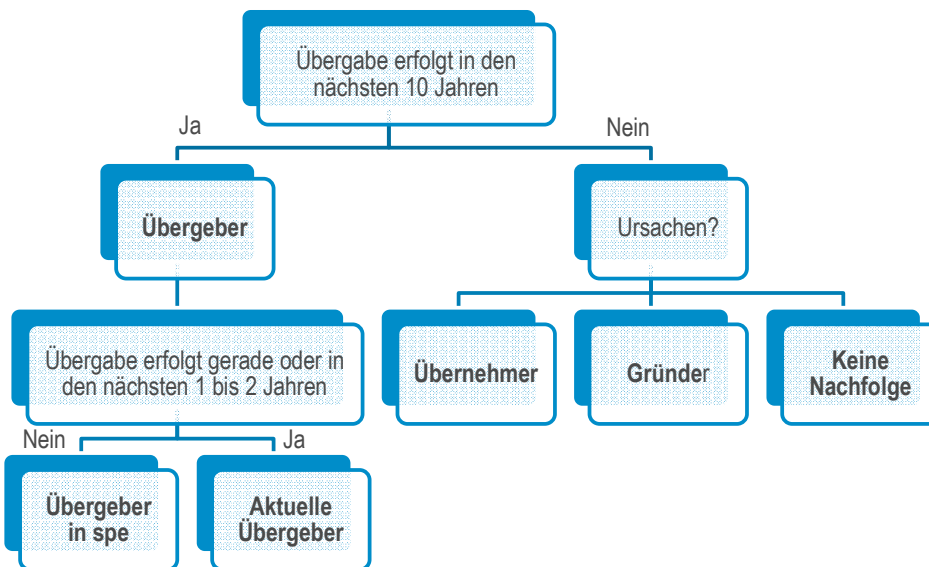 Übergabe erfolgt in den
nächsten 10 Jahren
Ja
Nein
Übergeber
Ursachen?
Übergabe erfolgt gerade oder in
den nächsten 1 bis 2 Jahren
Übernehmer
Gründer
Keine
Nachfolge
Nein
Ja
Übergeber
in spe
Aktuelle
Übergeber